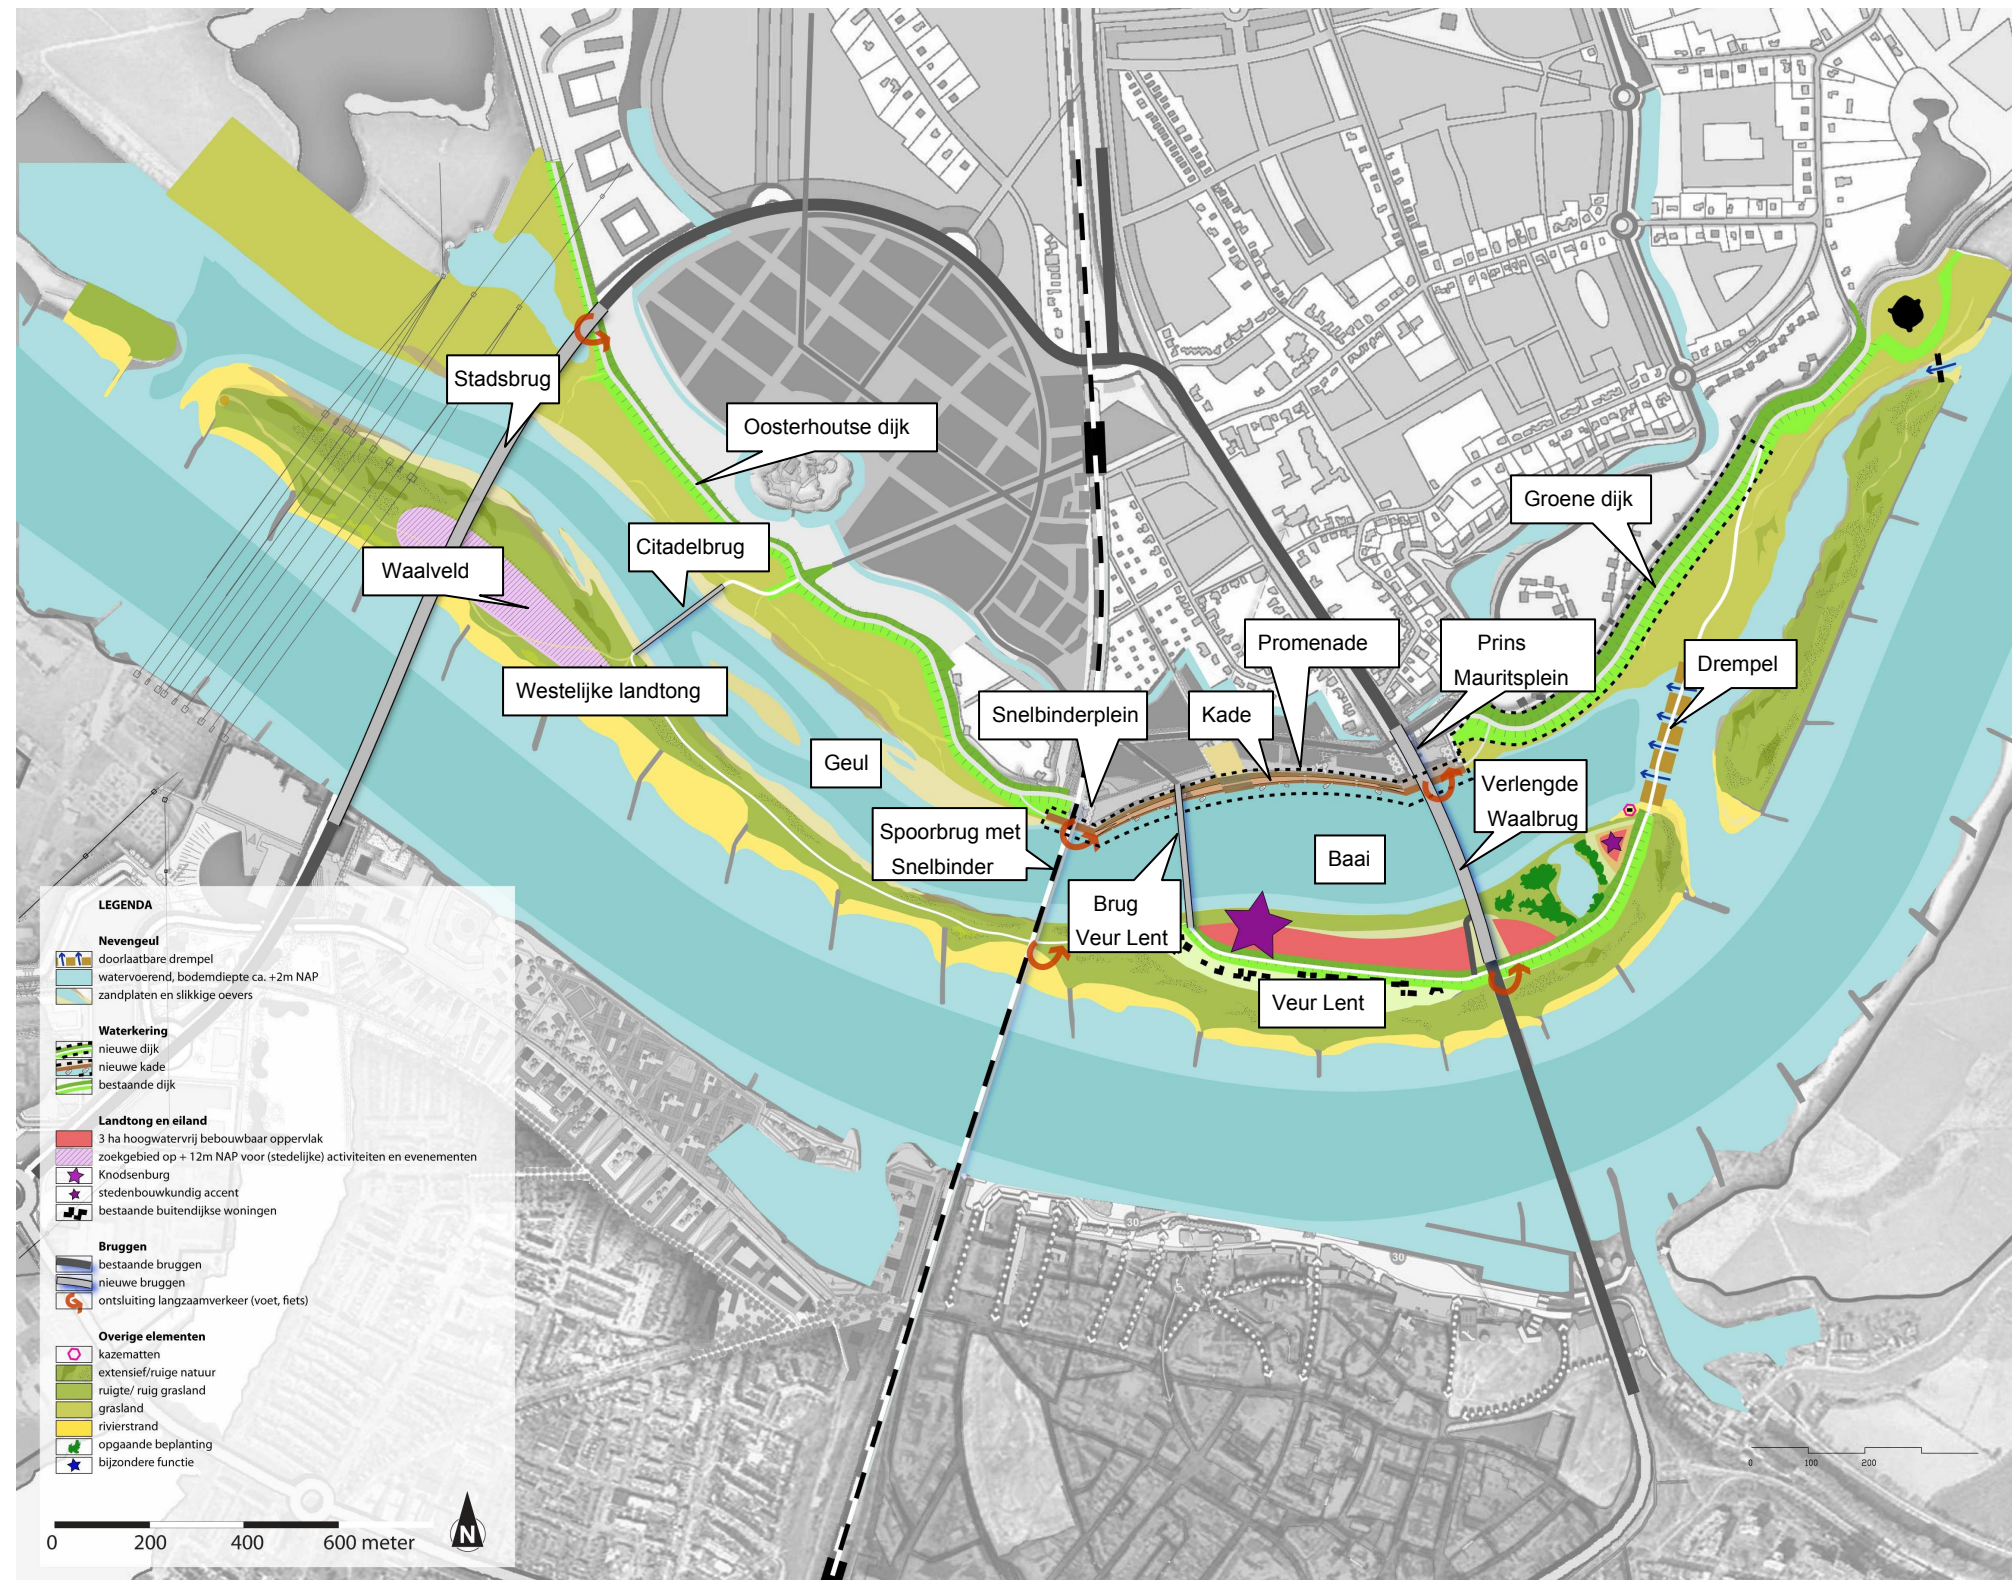 Stadsbrug
Oosterhoutse dijk
Groene dijk
Citadelbrug
Waalveld
Promenade
Prins
Mauritsplein
Drempel
Westelijke landtong
Snelbinderplein
Kade
Geul
Verlengde
Waalbrug
Spoorbrug met
Snelbinder
Baai
Brug
Veur Lent
Veur Lent
LEGENDA
Nevengeul
doorlaatbare drempel
watervoerend, bodemdiepte ca. +2m NAP
zandplaten en slikkige oevers
Waterkering
nieuwe dijk
nieuwe kade
bestaande dijk
Landtong en eiland
3 ha hoogwatervrij bebouwbaar oppervlak
zoekgebied op + 12m NAP voor (stedelijke) activiteiten en evenementen
Knodsenburg
stedenbouwkundig accent
bestaande buitendijkse woningen
Bruggen
bestaande bruggen
nieuwe bruggen
ontsluiting langzaamverkeer (voet, fiets)
Overige elementen
kazematten
extensief/ruige natuur
ruigte/ ruig grasland
grasland
rivierstrand
opgaande beplanting
bijzondere functie
0 200 400 600 meter
N
30
30
0 100 200